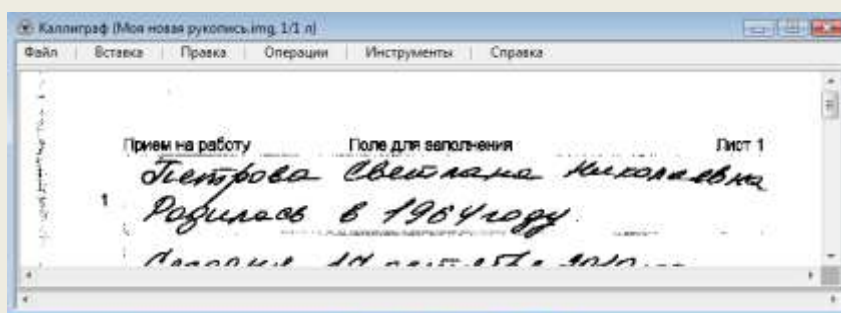 Каллиграф (Моя новая рукопись.img, 1/1 л)
Файл | Вставка | Правка | Операции | Инструменты | Справка
Прием на работу Поле для заполнения Лист 1
Петрова Светлана Николаевна
1 Родилась в 1964 году.